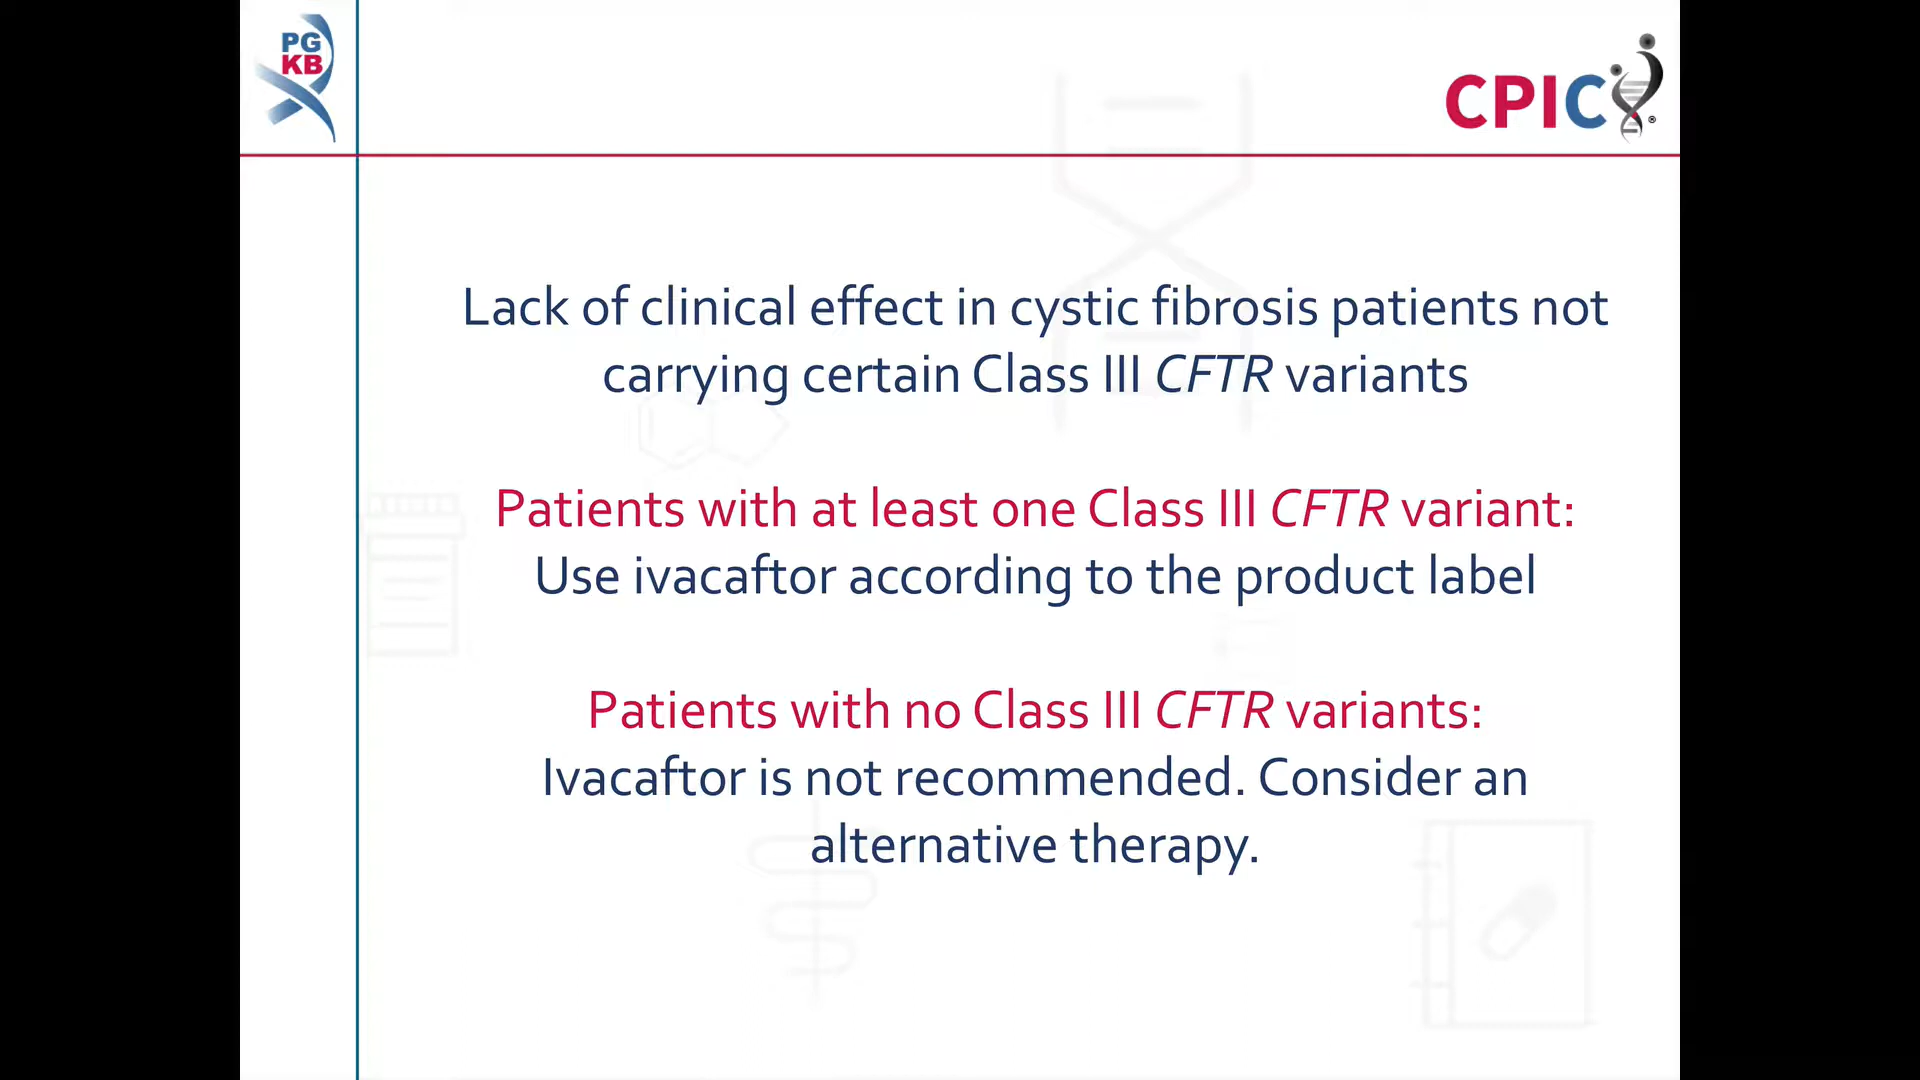 PG
KB
CPIC®
Lack of clinical effect in cystic fibrosis patients not
carrying certain Class III CFTR variants
Patients with at least one Class III CFTR variant:
Use ivacaftor according to the product label
Patients with no Class III CFTR variants:
Ivacaftor is not recommended. Consider an
alternative therapy.